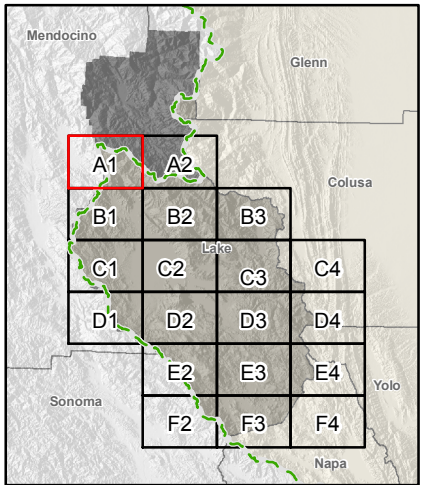 Mendocino
Glenn
A1
A2
Colusa
B1
B2
B3
Lake
C1
C2
C3
C4
D1
D2
D3
D4
E2
E3
E4
Yolo
Sonoma
F2
F3
F4
Napa